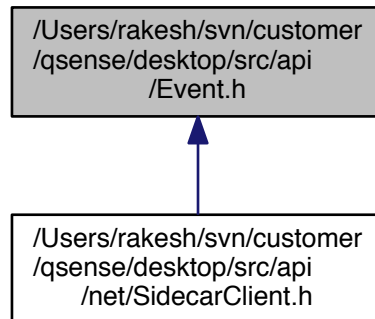 /Users/rakesh/svn/customer
/qsense/desktop/src/api
/Event.h
/Users/rakesh/svn/customer
/qsense/desktop/src/api
/net/SidecarClient.h